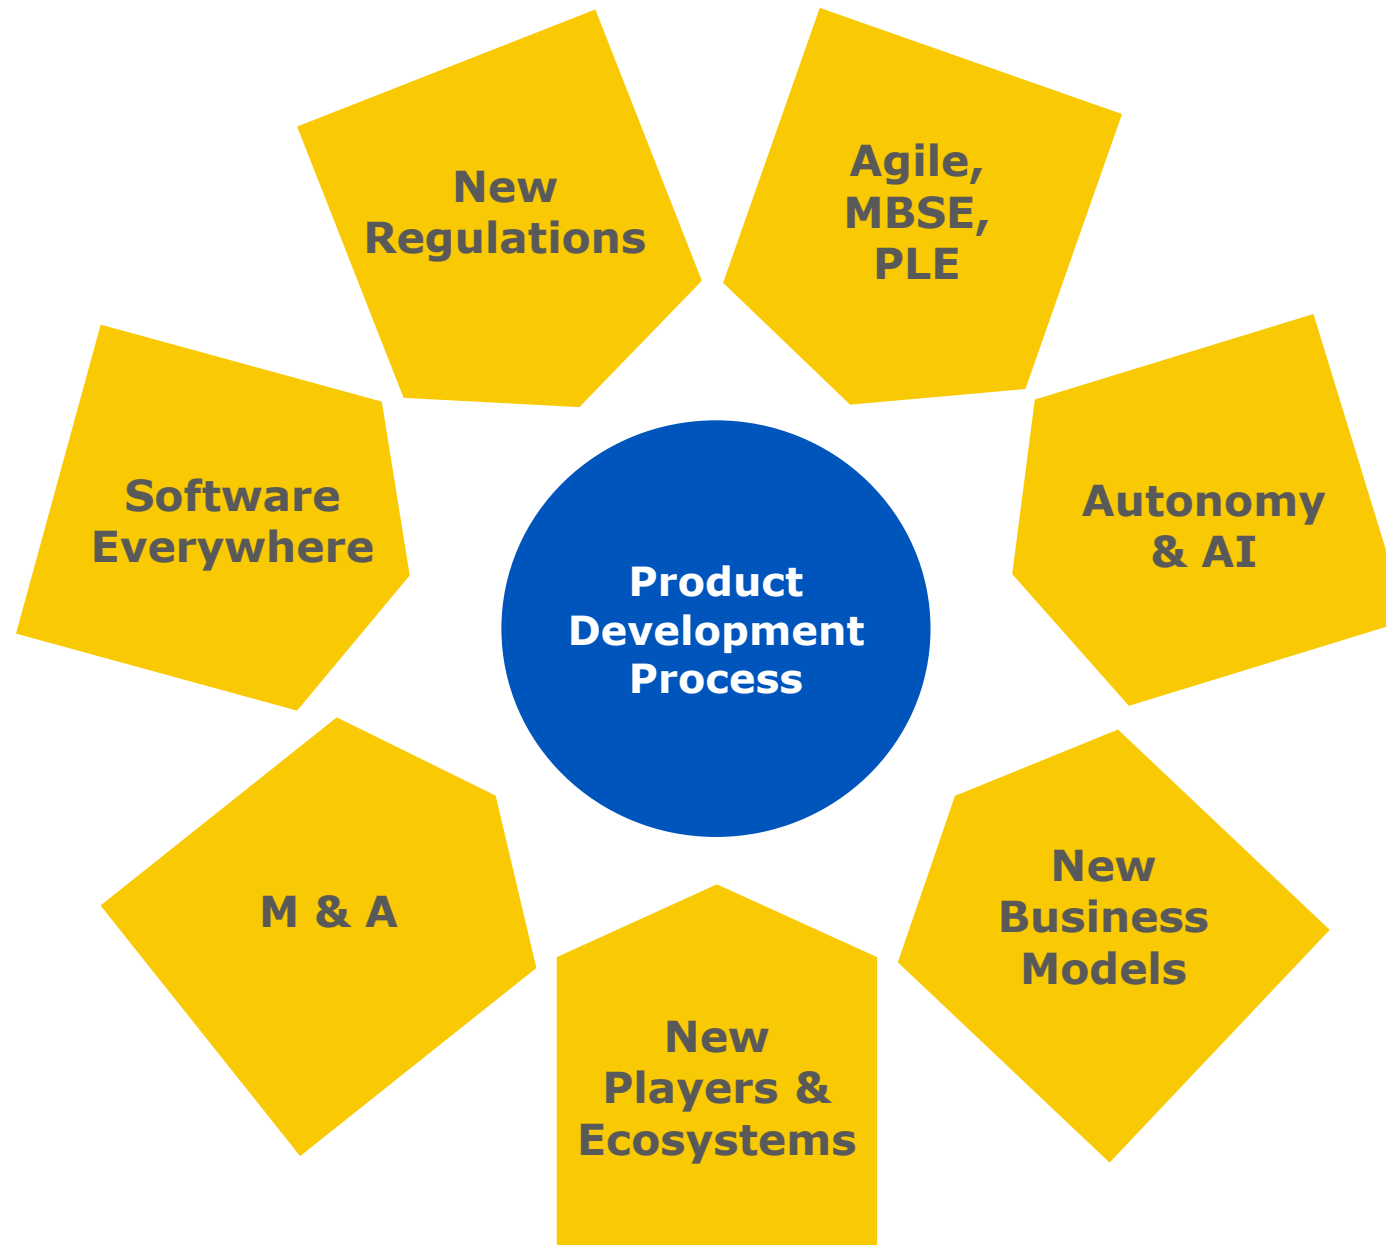 New
Regulations
Agile,
MBSE,
PLE
Software
Everywhere
Autonomy
& AI
Product
Development
Process
M & A
New
Business
Models
New
Players &
Ecosystems